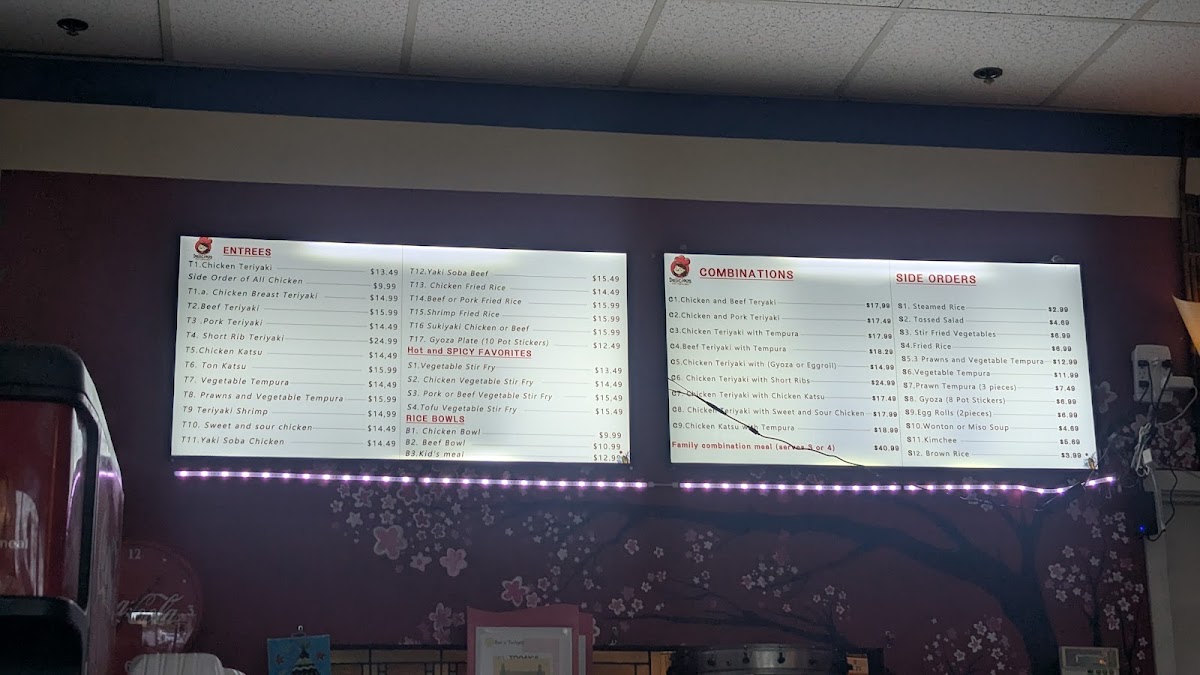 ENTREES
T1.Chicken Teriyaki $13.49
Side Order of All Chicken $9.99
T1.a. Chicken Breast Teriyaki $14.99
T2.Beef Teriyaki $15.99
T3 .Pork Teriyaki $14.49
T4. Short Rib Teriyaki $24.99
T5.Chicken Katsu $14,49
T6. Ton Katsu $15.99
T7. Vegetable Tempura $14,49
T8. Prawns and Vegetable Tempura $15.99
T9 Teriyaki Shrimp $14,99
T10. Sweet and sour chicken $14.49
T11.Yaki Soba Chicken $14.49
T12.Yaki Soba Beef $15.49
T13. Chicken Fried Rice $14.49
T14.Beef or Pork Fried Rice $15.99
T15.Shrimp Fried Rice $15.99
T16 Sukiyaki Chicken or Beef $15.99
T17. Gyoza Plate (10 Pot Stickers) $12.49
Hot and SPICY FAVORITES
S1.Vegetable Stir Fry $13.49
S2. Chicken Vegetable Stir Fry $14.49
S3. Pork or Beef Vegetable Stir Fry $15.49
S4.Tofu Vegetable Stir Fry $15.49
RICE BOWLS
B1. Chicken Bowl $9.99
B2. Beef Bowl $10.99
B3.Kid's meal $12.99
COMBINATIONS
C1.Chicken and Beef Teryaki $17.99
C2.Chicken and Pork Teriyaki $17.49
C3.Chicken Teriyaki with Tempura $17.99
C4.Beef Teriyaki with Tempura $18.29
C5.Chicken Teriyaki with (Gyoza or Eggroll) $14.99
C6. Chicken Teriyaki with Short Ribs $24.99
C7. Chicken Teriyaki with Chicken Katsu $17.49
C8. Chicken Teriyaki with Sweet and Sour Chicken $17.99
C9.Chicken Katsu with Tempura $18.99
Family combination meal (serves 3 or 4) $40.99
SIDE ORDERS
S1. Steamed Rice $2.99
S2. Tossed Salad $4.69
S3. Stir Fried Vegetables $6.99
S4.Fried Rice $6.99
S5.3 Prawns and Vegetable Tempura $12.99
S6.Vegetable Tempura $11.99
S7,Prawn Tempura (3 pieces) $7.49
S8. Gyoza (8 Pot Stickers) $6.99
S9.Egg Rolls (2pieces) $6.99
S10.Wonton or Miso Soup $4.69
S11.Kimchee $5.69
S12. Brown Rice $3.99
12